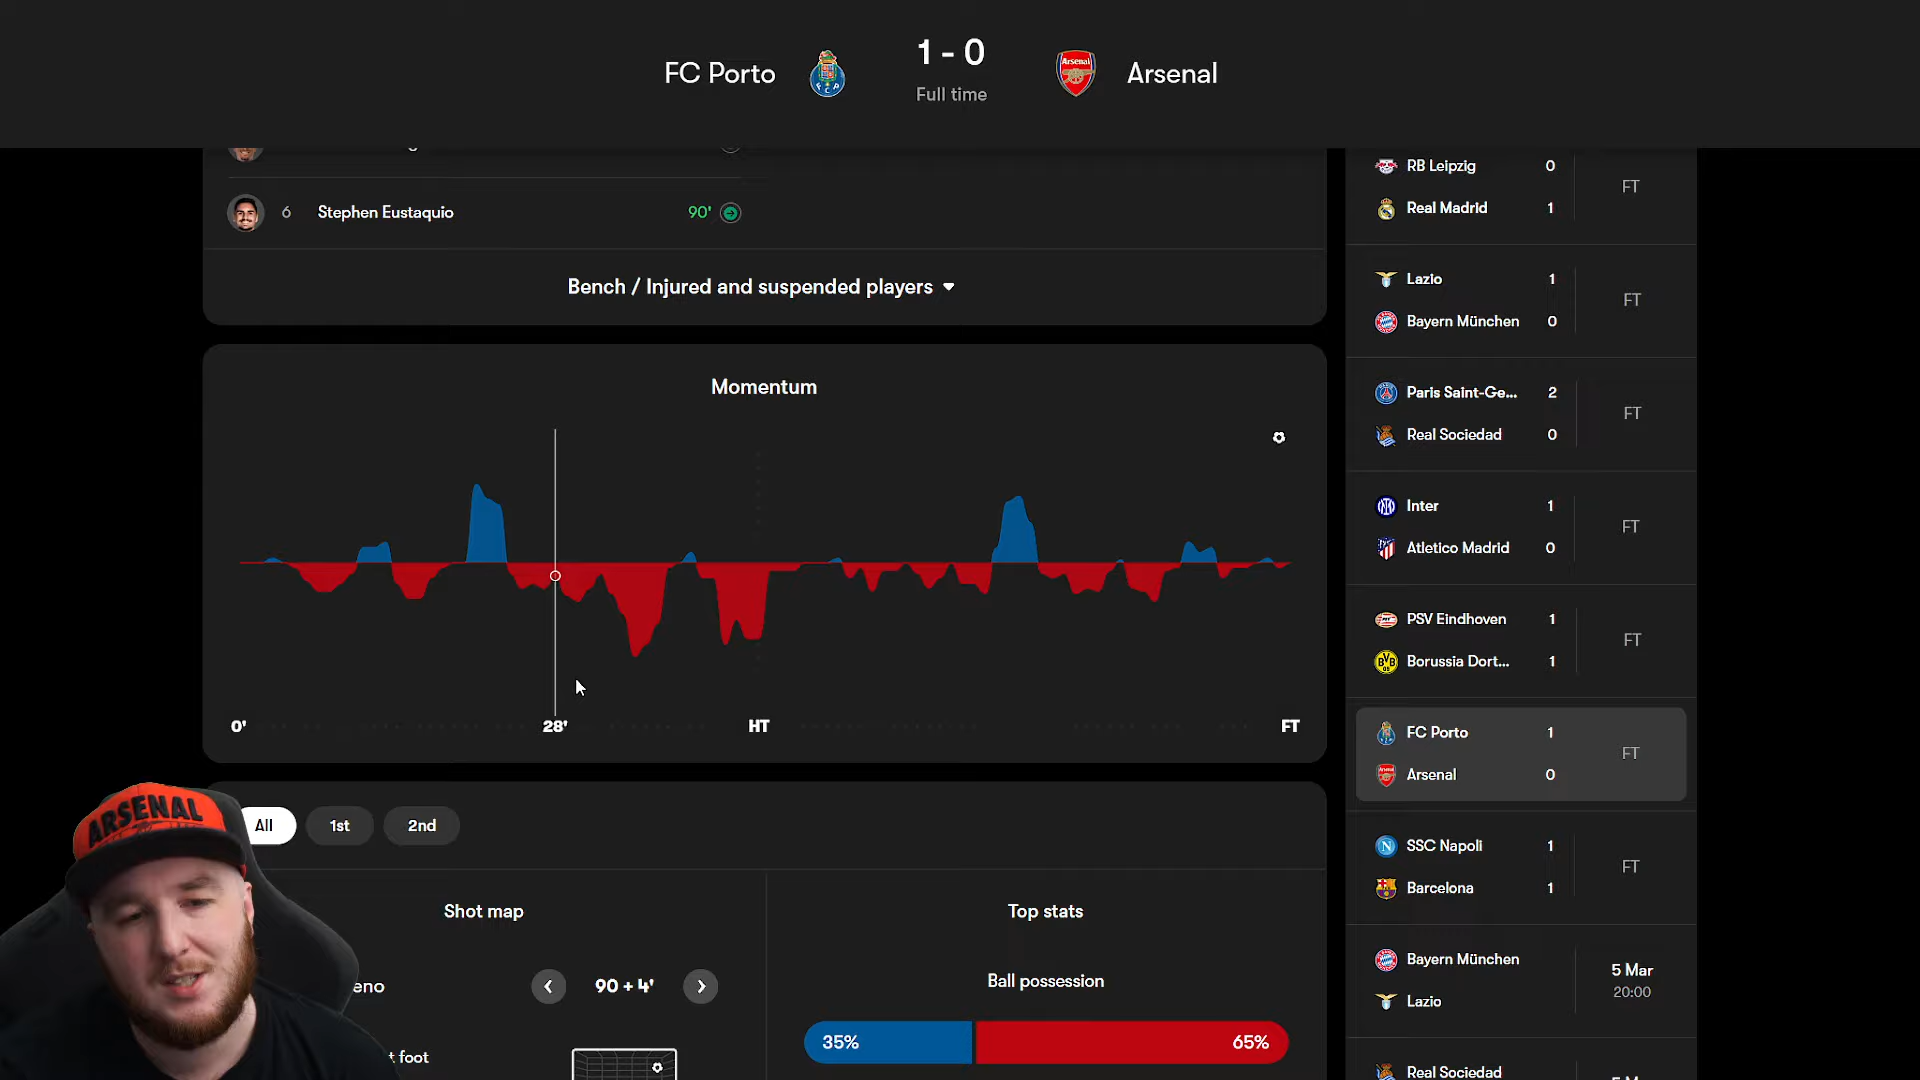 FC Porto
1 - 0
Full time
Arsenal
Arsenal
6 Stephen Eustaquio 90'
Bench / Injured and suspended players
Momentum
0' 28' HT FT
All 1st 2nd
Shot map
eno
90 + 4'
t foot
Top stats
Ball possession
35% 65%
RB Leipzig 0
Real Madrid 1
FT
Lazio 1
Bayern München 0
FT
Paris Saint-Ge... 2
Real Sociedad 0
FT
Inter 1
Atletico Madrid 0
FT
PSV Eindhoven 1
Borussia Dort... 1
FT
FC Porto 1
Arsenal 0
FT
SSC Napoli 1
Barcelona 1
FT
Bayern München
Lazio
5 Mar
20:00
Real Sociedad
ARSENAL